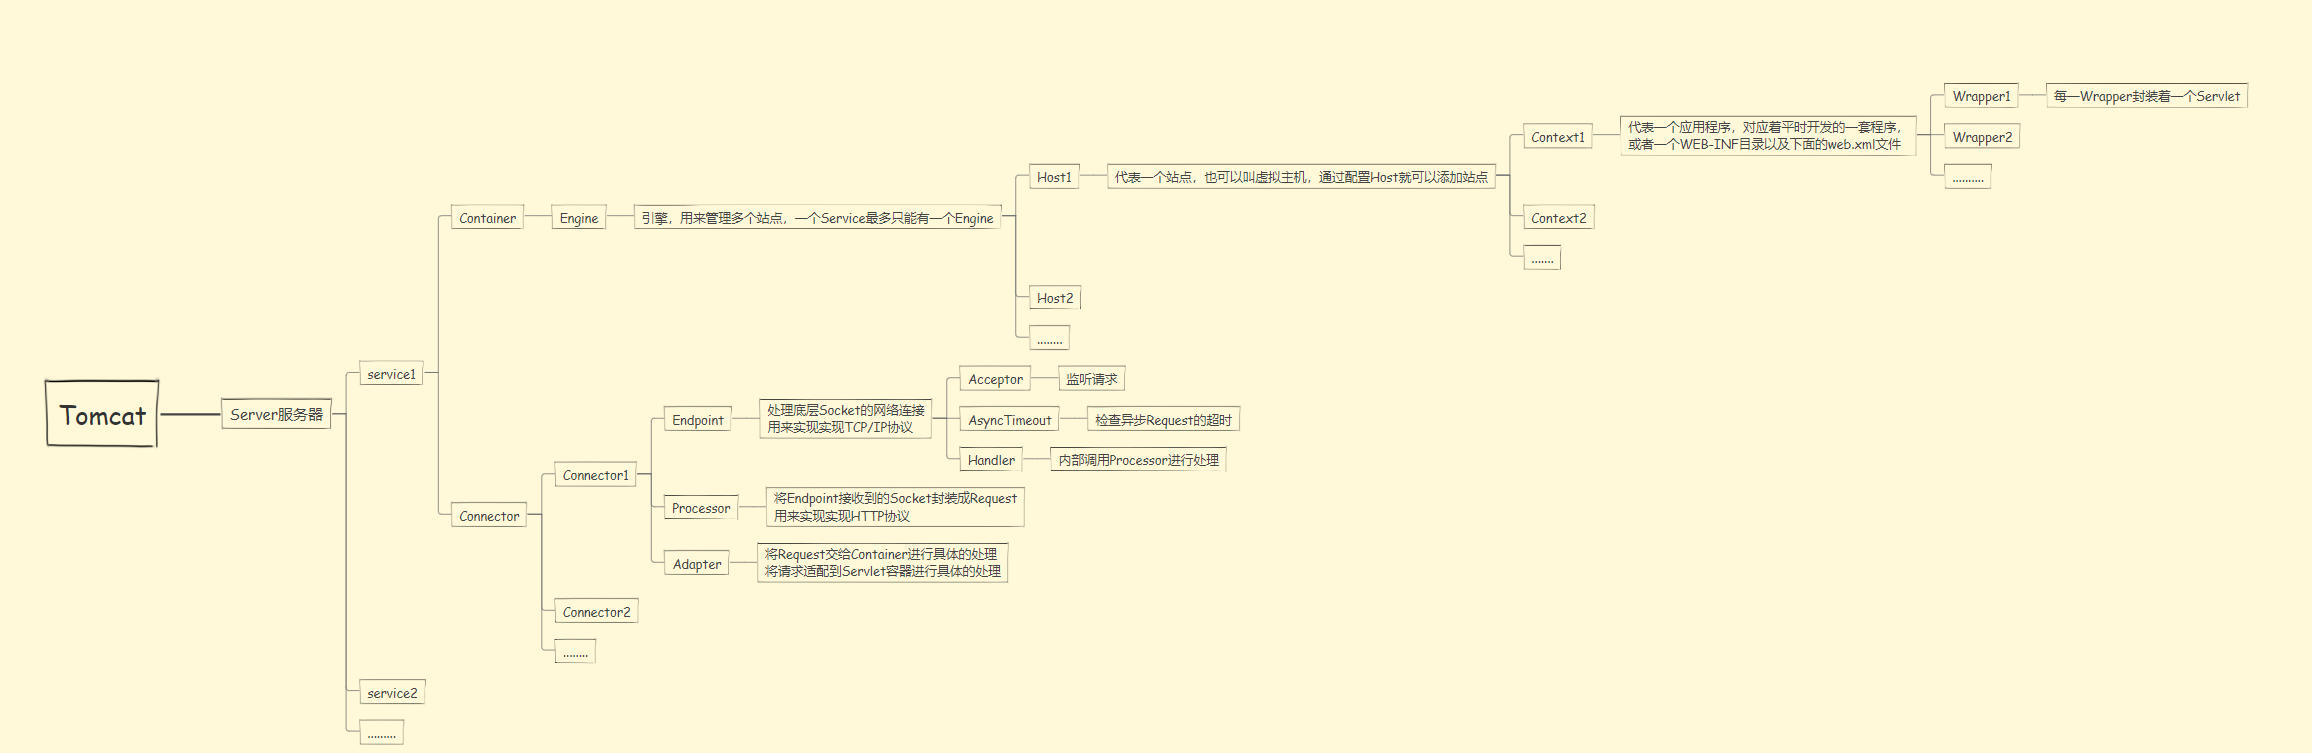 Tomcat
Server服务器
service1
Container
Engine
引擎，用来管理多个站点，一个Service最多只能有一个Engine
Host1
代表一个站点，也可以叫虚拟主机，通过配置Host就可以添加站点
Context1
代表一个应用程序，对应着平时开发的一套程序，
或者一个WEB-INF目录以及下面的web.xml文件
Wrapper1
每一Wrapper封装着一个Servlet
Wrapper2
..........
Context2
.......
Host2
........
Connector
Connector1
Endpoint
处理底层Socket的网络连接
用来实现实现TCP/IP协议
Acceptor
监听请求
AsyncTimeout
检查异步Request的超时
Handler
内部调用Processor进行处理
Processor
将Endpoint接收到的Socket封装成Request
用来实现实现HTTP协议
Adapter
将Request交给Container进行具体的处理
将请求适配到Servlet容器进行具体的处理
Connector2
........
service2
.........